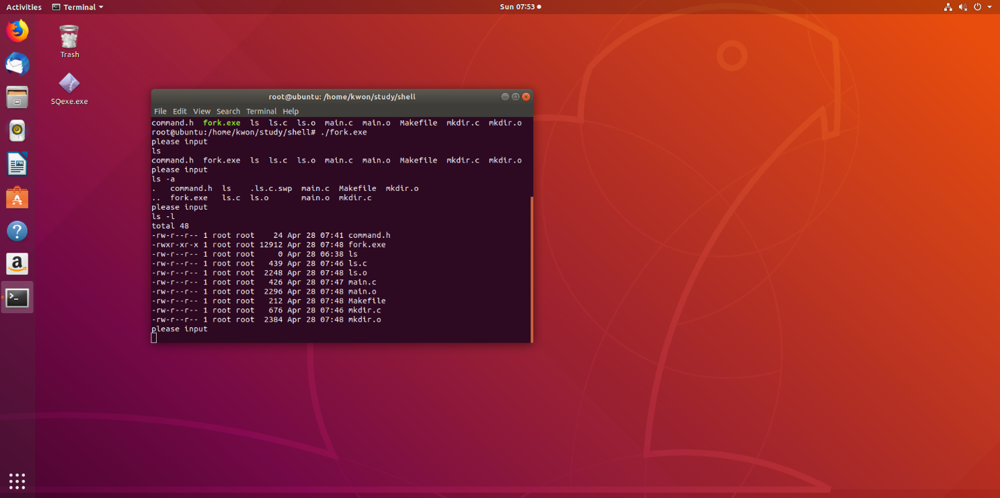 Activities
Terminal
Sun 07:53
Trash
SQexe.exe
root@ubuntu: /home/kwon/study/shell
File Edit View Search Terminal Help
command.h  fork.exe  ls  ls.c  ls.o  main.c  main.o  Makefile  mkdir.c  mkdir.o
root@ubuntu:/home/kwon/study/shell# ./fork.exe
please input
ls
command.h  fork.exe  ls  ls.c  ls.o  main.c  main.o  Makefile  mkdir.c  mkdir.o
please input
ls -a
.   command.h  ls    .ls.c.swp  main.c  Makefile  mkdir.o
..  fork.exe   ls.c  ls.o       main.o  mkdir.c
please input
ls -l
total 48
-rw-r--r-- 1 root root    24 Apr 28 07:41 command.h
-rwxr-xr-x 1 root root 12912 Apr 28 07:48 fork.exe
-rw-r--r-- 1 root root     0 Apr 28 06:38 ls
-rw-r--r-- 1 root root   439 Apr 28 07:46 ls.c
-rw-r--r-- 1 root root  2248 Apr 28 07:48 ls.o
-rw-r--r-- 1 root root   426 Apr 28 07:47 main.c
-rw-r--r-- 1 root root  2296 Apr 28 07:48 main.o
-rw-r--r-- 1 root root   212 Apr 28 07:48 Makefile
-rw-r--r-- 1 root root   676 Apr 28 07:46 mkdir.c
-rw-r--r-- 1 root root  2384 Apr 28 07:48 mkdir.o
please input